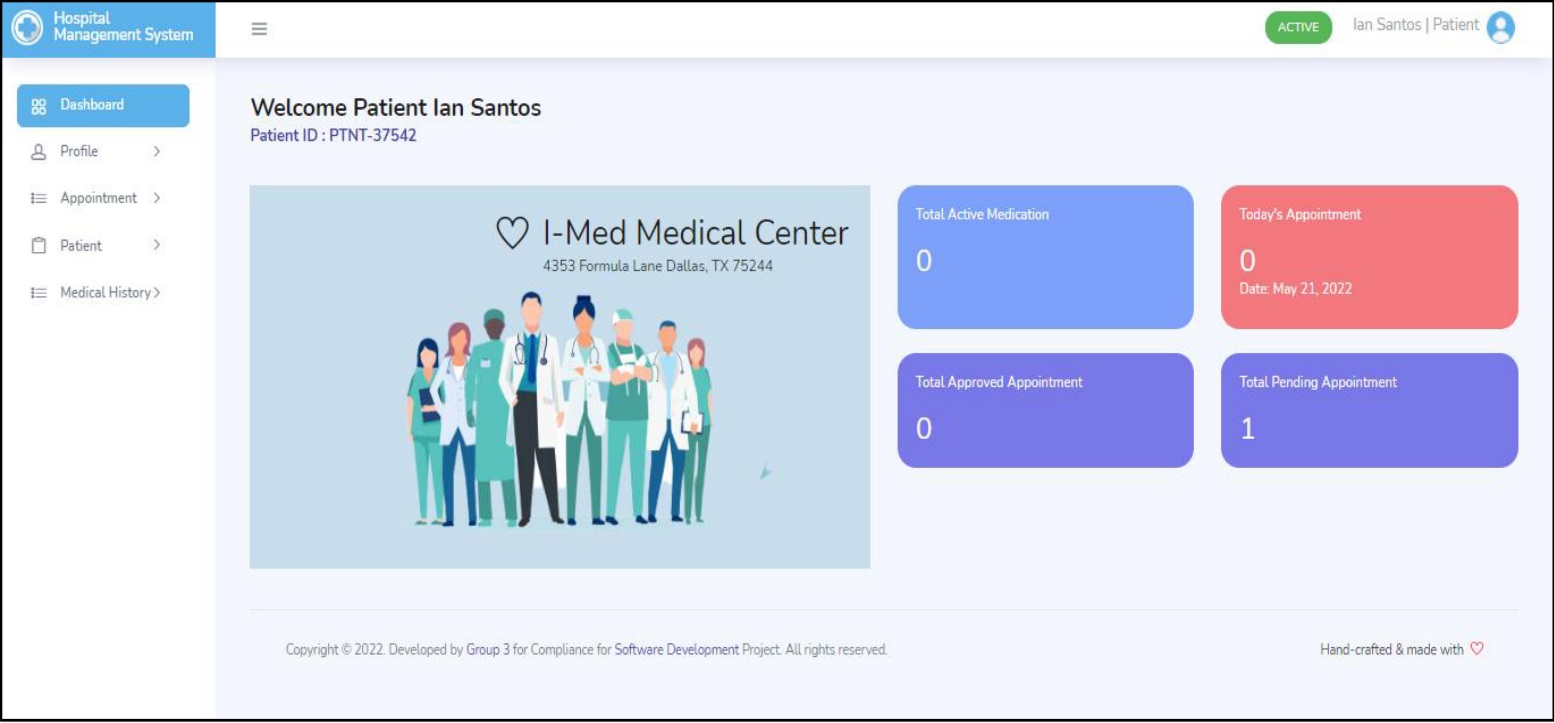 Hospital
Management System
ACTIVE
Ian Santos | Patient
Dashboard
Profile
Appointment
Patient
Medical History
Welcome Patient Ian Santos
Patient ID : PTNT-37542
I-Med Medical Center
4353 Formula Lane Dallas, TX 75244
Total Active Medication
0
Today's Appointment
0
Date: May 21, 2022
Total Approved Appointment
0
Total Pending Appointment
1
Copyright © 2022. Developed by Group 3 for Compliance for Software Development Project. All rights reserved.
Hand-crafted & made with ♡